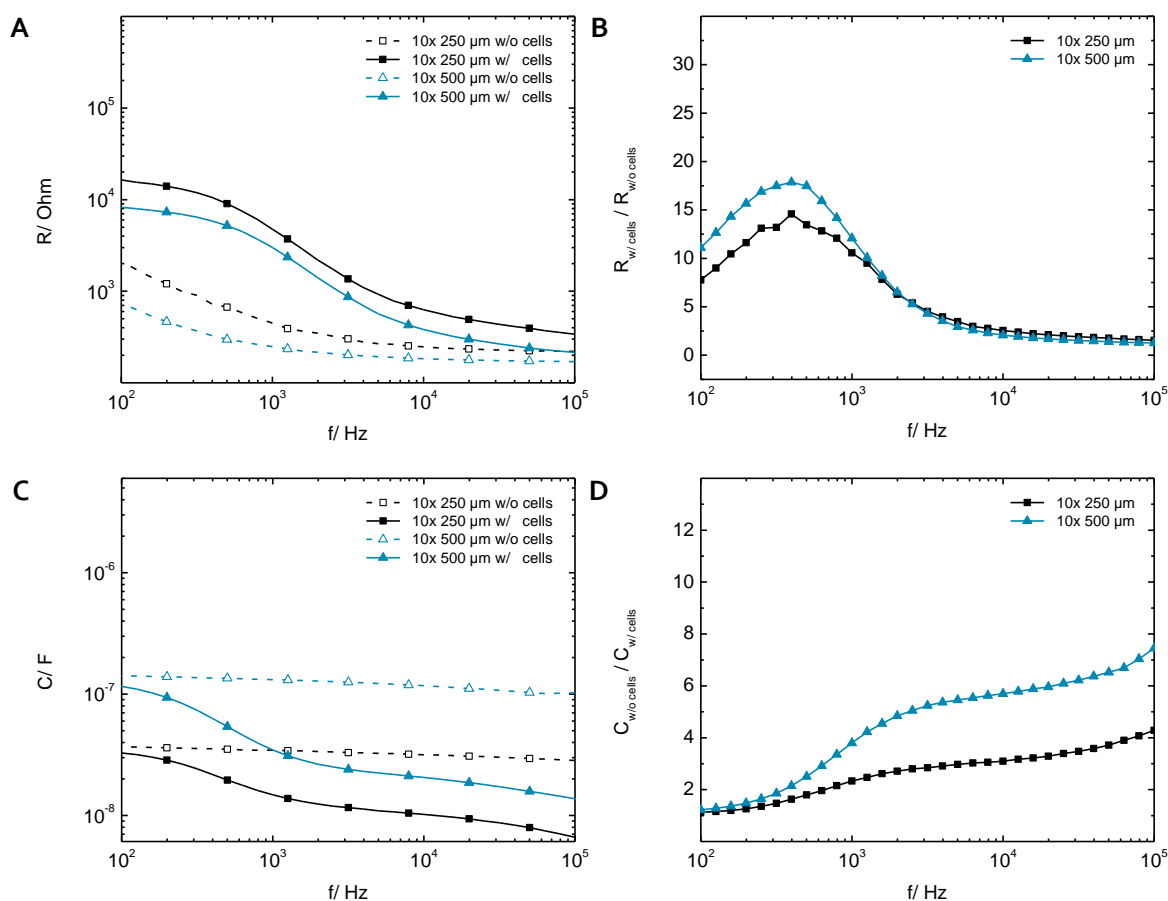 A
10x 250 µm w/o cells
10x 250 µm w/ cells
10x 500 µm w/o cells
10x 500 µm w/ cells
R/ Ohm
10^5
10^4
10^3
10^2 10^3 10^4 10^5
f/ Hz
B
10x 250 µm
10x 500 µm
R_w/ cells / R_w/o cells
30
25
20
15
10
5
0
10^2 10^3 10^4 10^5
f/ Hz
C
10x 250 µm w/o cells
10x 250 µm w/ cells
10x 500 µm w/o cells
10x 500 µm w/ cells
C/ F
10^-6
10^-7
10^-8
10^2 10^3 10^4 10^5
f/ Hz
D
10x 250 µm
10x 500 µm
C_w/o cells / C_w/ cells
12
10
8
6
4
2
10^2 10^3 10^4 10^5
f/ Hz